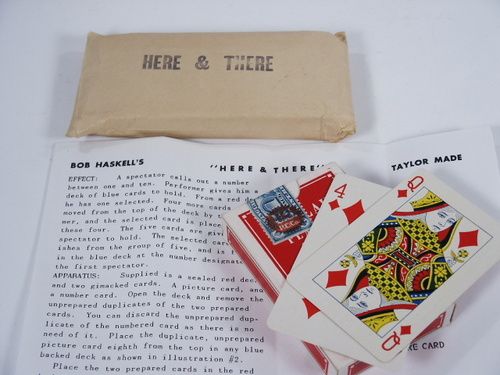 HERE & THERE
BOB HASKELL'S "HERE & THERE" TAYLOR MADE
EFFECT: A spectator calls out a number
between one and ten. Performer gives him a
deck of blue cards to hold. From a red
he has one selected. Four more cards
moved from the top of the deck by
mer, and the selected card is place
these four. The five cards are give
spectator to hold. The selected car
ishes from the group of five, and is
in the blue deck at the number designate
the first spectator.
APPARATUS: Supplied is a sealed red dec
and two gimacked cards. A picture card, and
a number card. Open the deck and remove the
unprepared duplicates of the two prepared
cards. You can discard the unprepared dup-
licate of the numbered card as there is no
need of it. Place the duplicate, unprepared
picture card eighth from the top in any blue
backed deck as shown in illustration #2.
Place the two prepared cards in the red
4
Q
Q
RE CARD